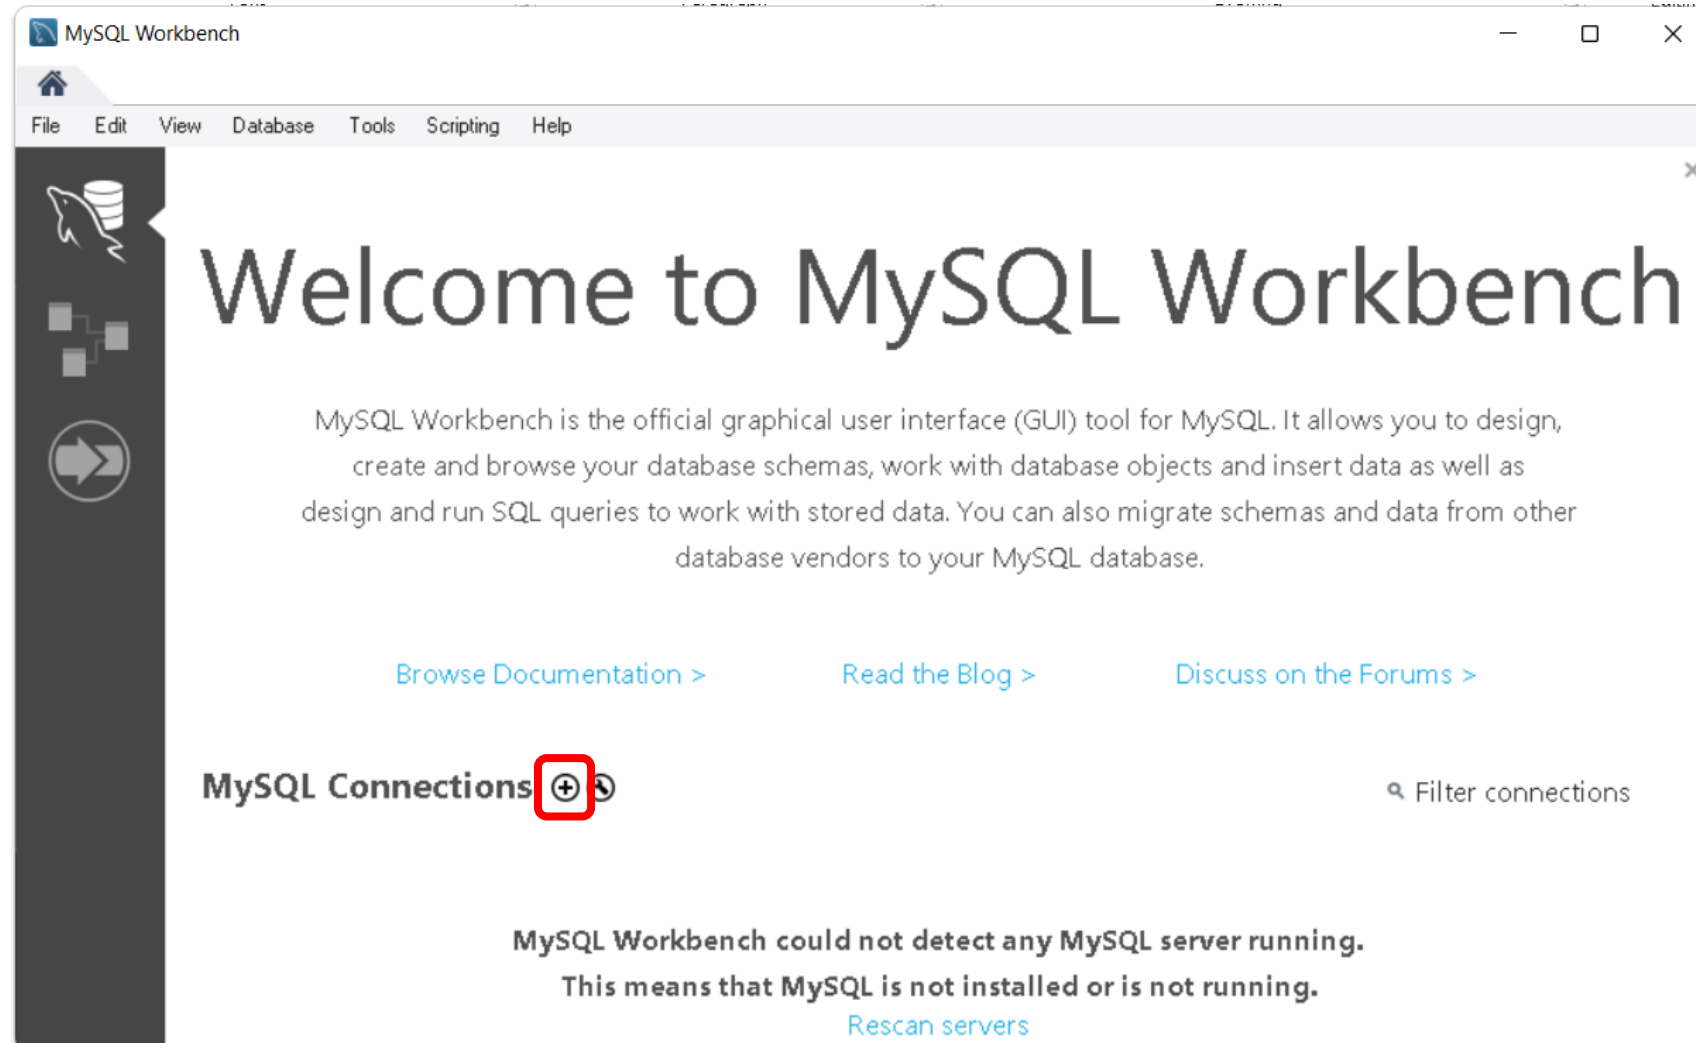 MySQL Workbench
File Edit View Database Tools Scripting Help
Welcome to MySQL Workbench
MySQL Workbench is the official graphical user interface (GUI) tool for MySQL. It allows you to design,
create and browse your database schemas, work with database objects and insert data as well as
design and run SQL queries to work with stored data. You can also migrate schemas and data from other
database vendors to your MySQL database.
Browse Documentation > Read the Blog > Discuss on the Forums >
MySQL Connections Filter connections
MySQL Workbench could not detect any MySQL server running.
This means that MySQL is not installed or is not running.
Rescan servers